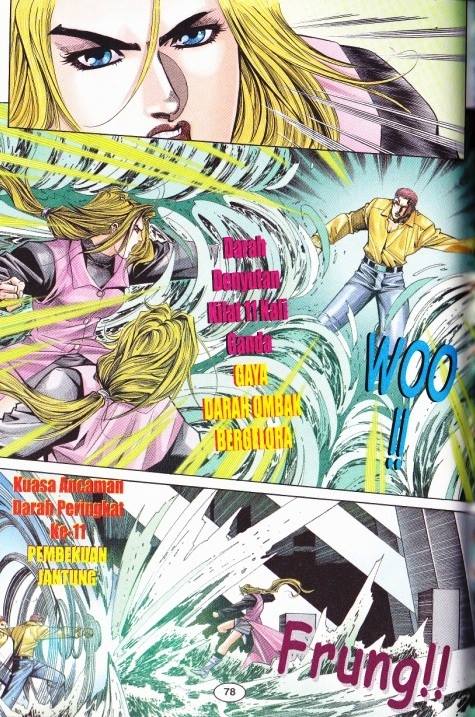 Darah
Denyutan
Kilat 11 Kali
Ganda
GAYA
DARAH OMBAK
BERGELORA
WOO
!!
Kuasa Ancaman
Darah Peringkat
Ke-11
PEMBEKUAN
JANTUNG
Frung!!
78